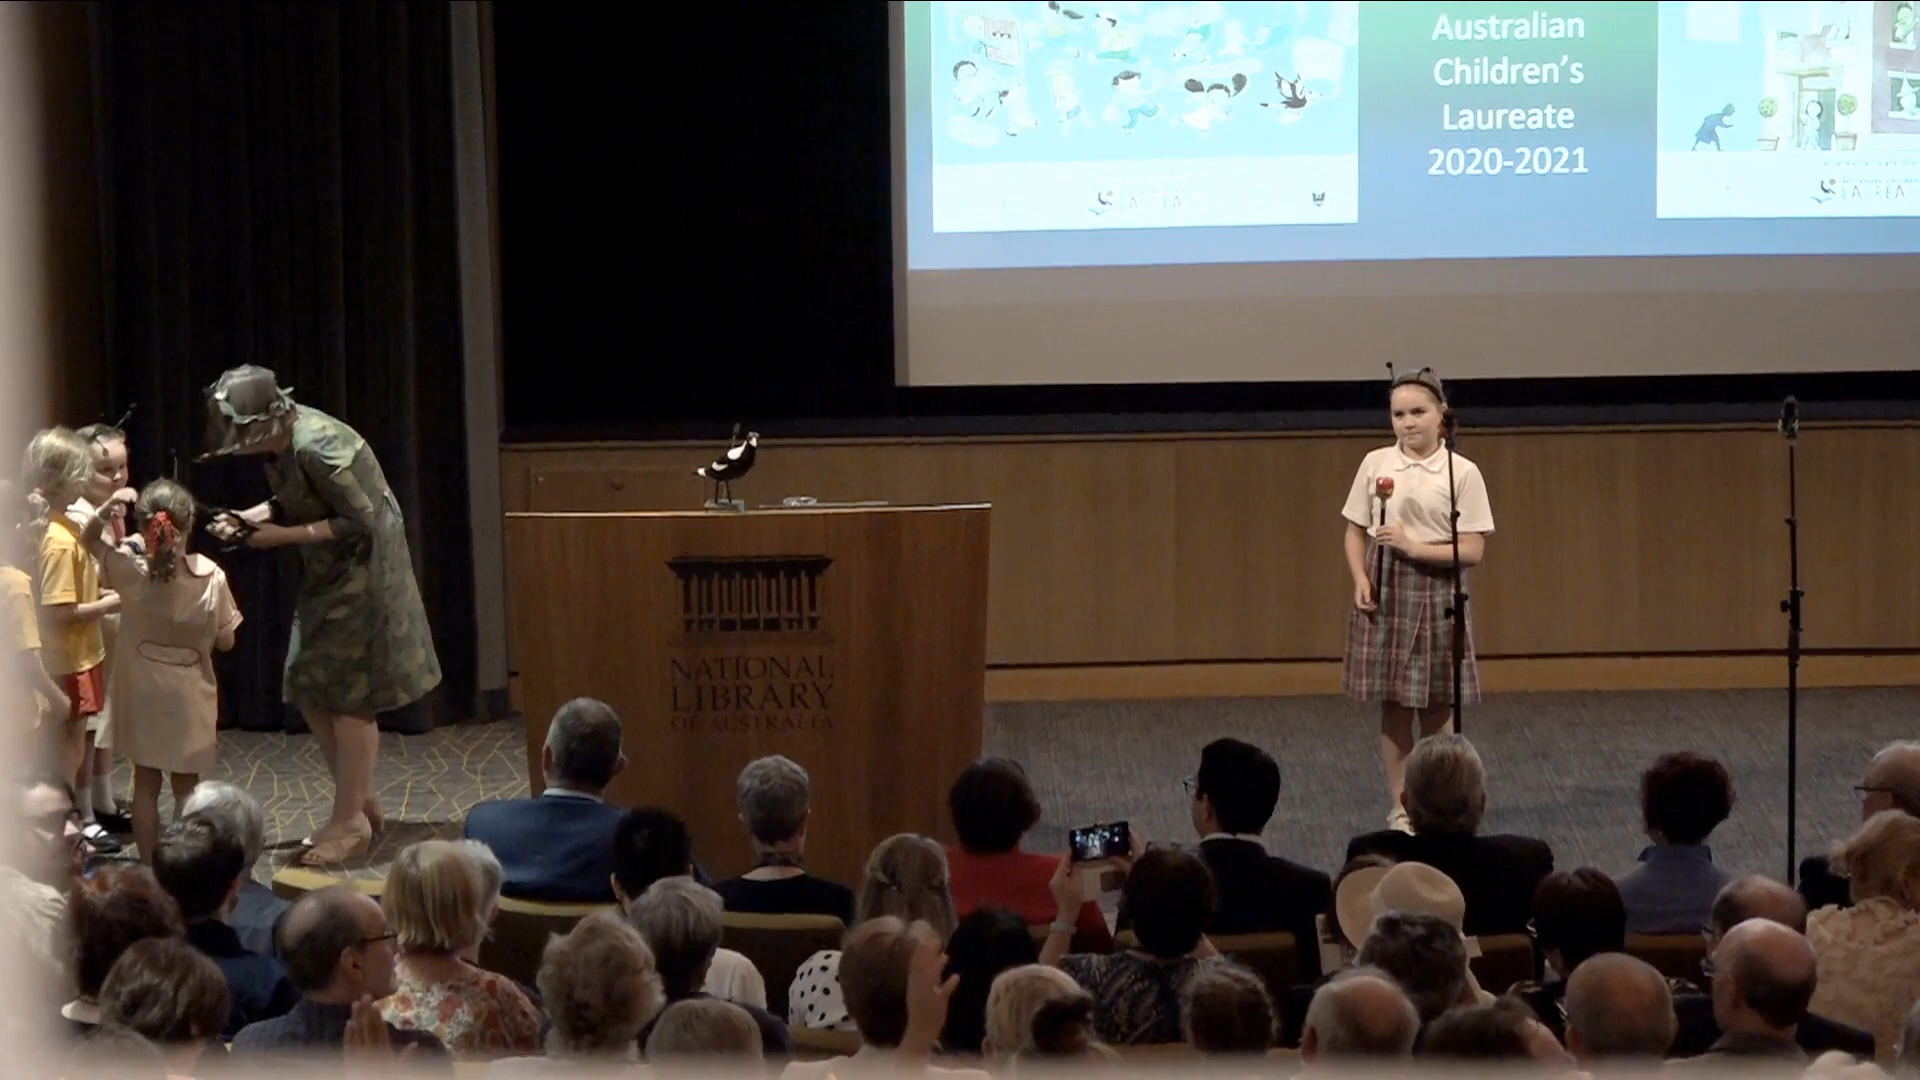 Australian
Children's
Laureate
2020-2021
NATIONAL
LIBRARY
OF AUSTRALIA